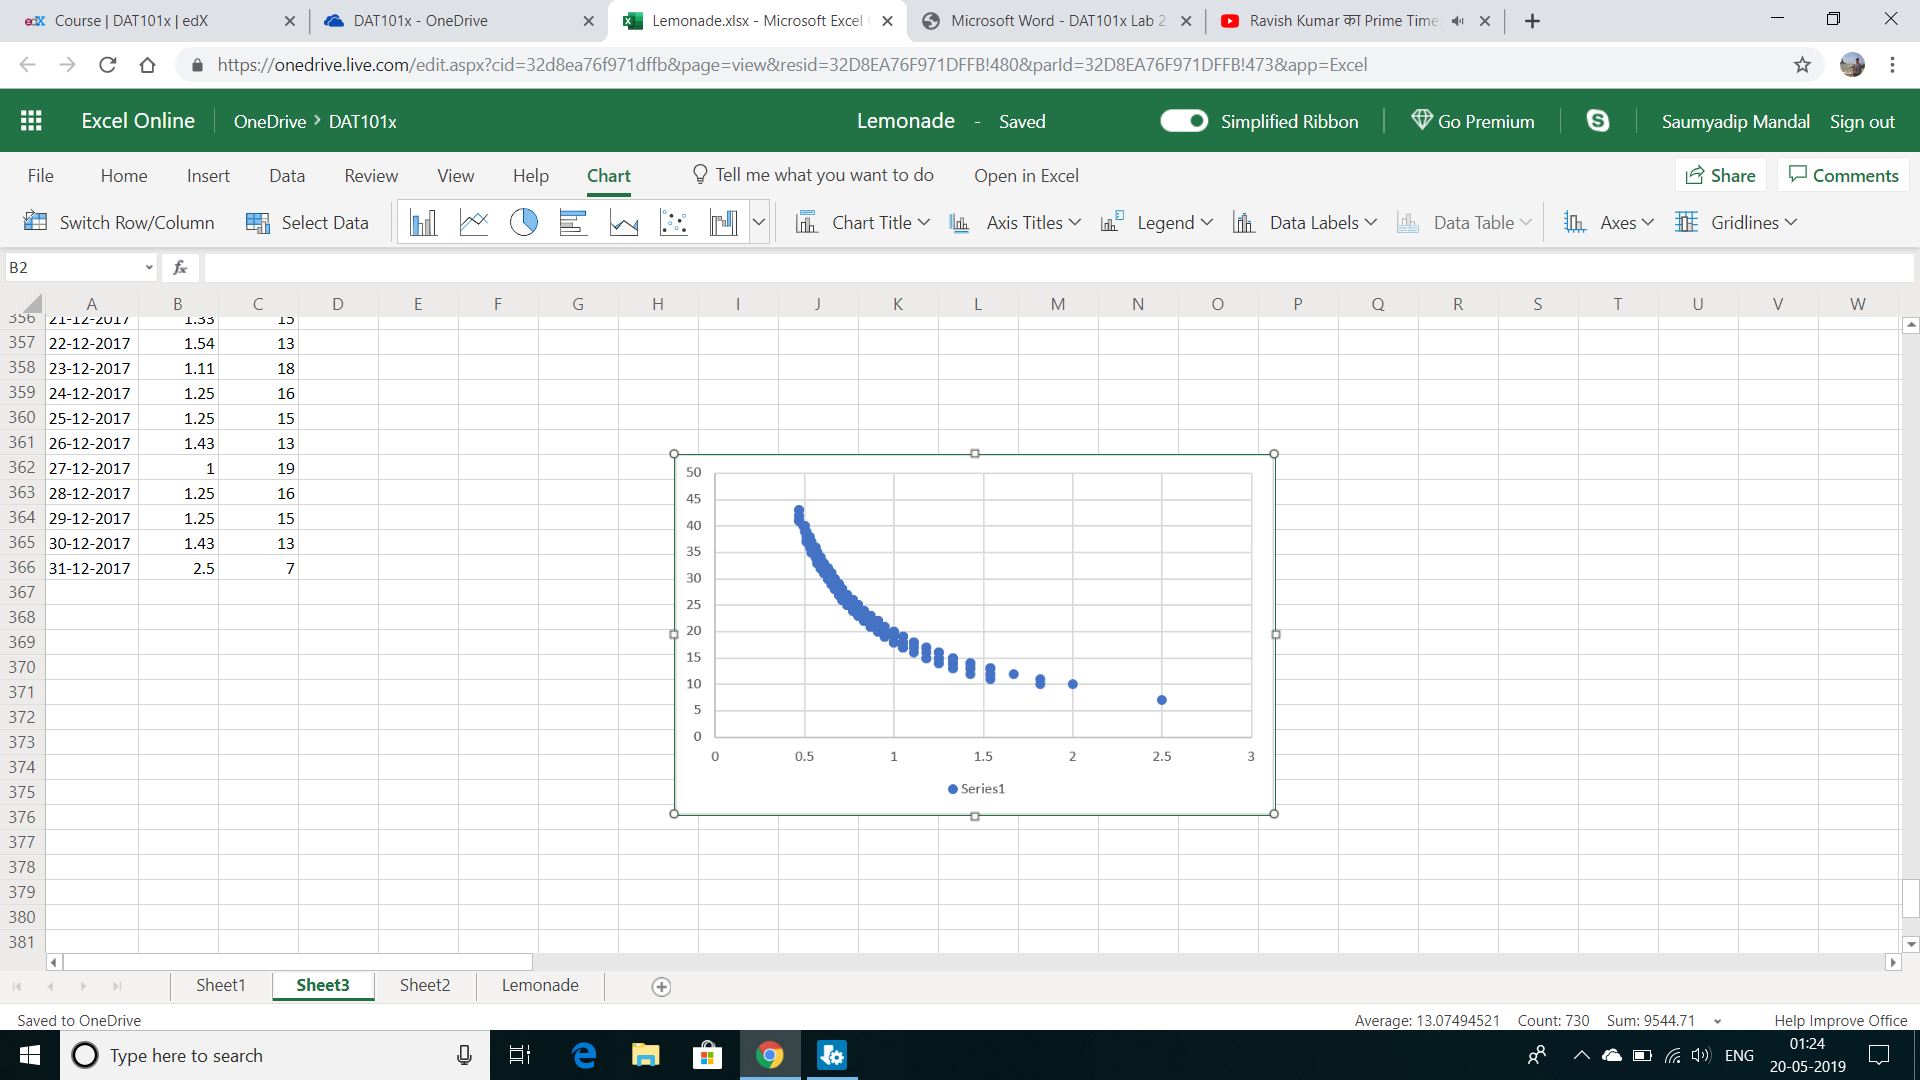 edX Course | DAT101x | edX
DAT101x - OneDrive
Lemonade.xlsx - Microsoft Excel
Microsoft Word - DAT101x Lab 2
Ravish Kumar का Prime Time
https://onedrive.live.com/edit.aspx?cid=32d8ea76f971dffb&page=view&resid=32D8EA76F971DFFB!480&parId=32D8EA76F971DFFB!473&app=Excel
Excel Online OneDrive > DAT101x Lemonade - Saved Simplified Ribbon Go Premium Saumyadip Mandal Sign out
File Home Insert Data Review View Help Chart Tell me what you want to do Open in Excel Share Comments
Switch Row/Column Select Data Chart Title Axis Titles Legend Data Labels Data Table Axes Gridlines
B2 fx
A B C D E F G H I J K L M N O P Q R S T U V W
356 21-12-2017 1.33 15
357 22-12-2017 1.54 13
358 23-12-2017 1.11 18
359 24-12-2017 1.25 16
360 25-12-2017 1.25 15
361 26-12-2017 1.43 13
362 27-12-2017 1 19
363 28-12-2017 1.25 16
364 29-12-2017 1.25 15
365 30-12-2017 1.43 13
366 31-12-2017 2.5 7
367
368
369
370
371
372
373
374
375
376
377
378
379
380
381
50
45
40
35
30
25
20
15
10
5
0
0 0.5 1 1.5 2 2.5 3
Series1
Sheet1 Sheet3 Sheet2 Lemonade
Saved to OneDrive Average: 13.07494521 Count: 730 Sum: 9544.71 Help Improve Office
Type here to search
ENG
01:24
20-05-2019